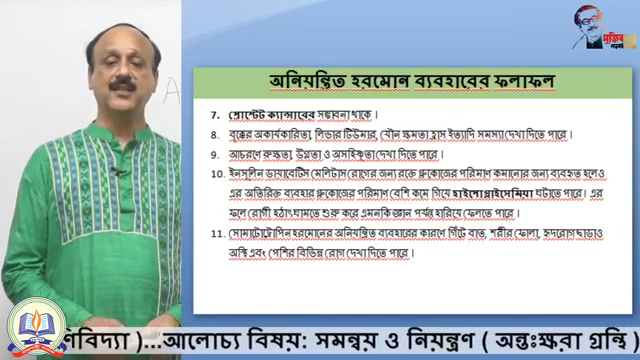 অনিয়ন্ত্রিত হরমোন ব্যবহারের ফলাফল
7. প্রোস্টেট ক্যান্সারের সম্ভাবনা থাকে।
8. বৃক্কের অকার্যকারিতা, লিভার টিউমার, যৌন ক্ষমতা হ্রাস ইত্যাদি সমস্যা দেখা দিতে পারে।
9. আচরণে রুক্ষতা, উগ্রতা ও অসহিষ্ণুতা দেখা দিতে পারে।
10. ইনসুলিন ডায়াবেটিস মেলিটাস রোগের জন্য রক্তে গ্লুকোজের পরিমাণ কমানোর জন্য ব্যবহৃত হলেও
এর অতিরিক্ত ব্যবহার গ্লুকোজের পরিমাণ বেশি কমে গিয়ে হাইপোগ্লাইসেমিয়া ঘটাতে পারে। এর
ফলে রোগী হঠাৎ ঘামতে শুরু করে এমনকি জ্ঞান পর্যন্ত হারিয়ে ফেলতে পারে।
11. সোমাটোট্রোপিন হরমোনের অনিয়ন্ত্রিত ব্যবহারের কারণে গিঁটে বাত, শরীর ফোলা, হৃদরোগ ছাড়াও
অস্থি এবং পেশির বিভিন্ন রোগ দেখা দিতে পারে।
ণিবিদ্যা )...আলোচ্য বিষয়: সমন্বয় ও নিয়ন্ত্রণ ( অন্তঃক্ষরা গ্রন্থি )